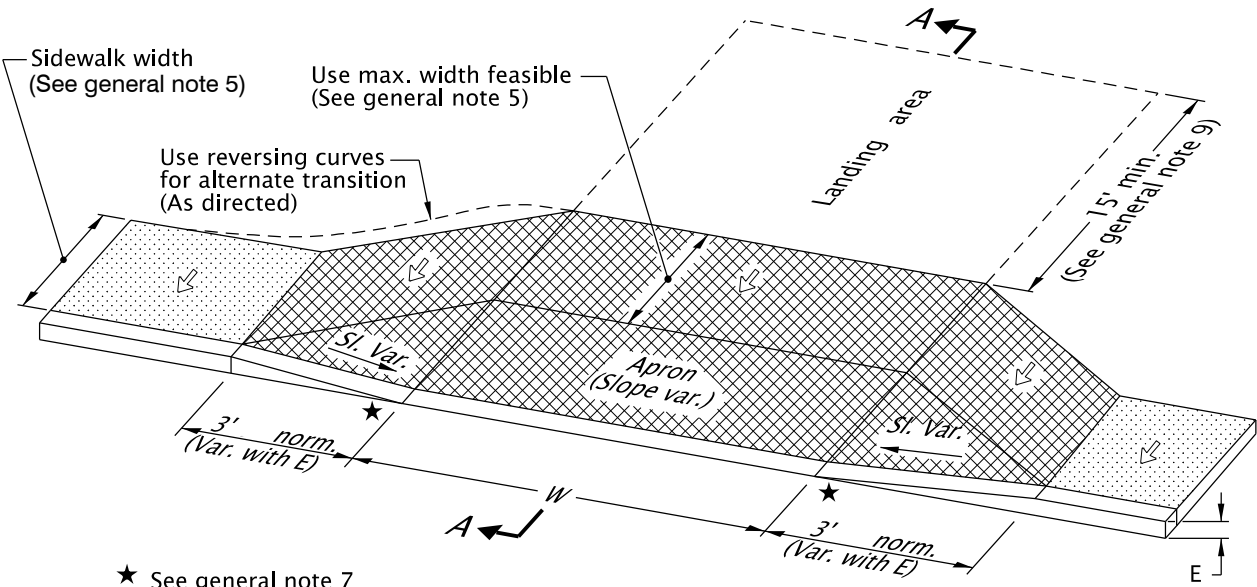 A
Sidewalk width
(See general note 5)
Use max. width feasible
(See general note 5)
Use reversing curves
for alternate transition
(As directed)
Landing area
15' min.
(See general note 9)
Sl. Var.
Apron
(Slope var.)
Sl. Var.
★
3' norm.
(Var. with E)
W
A
★
3' norm.
(Var. with E)
E
★ See general note 7